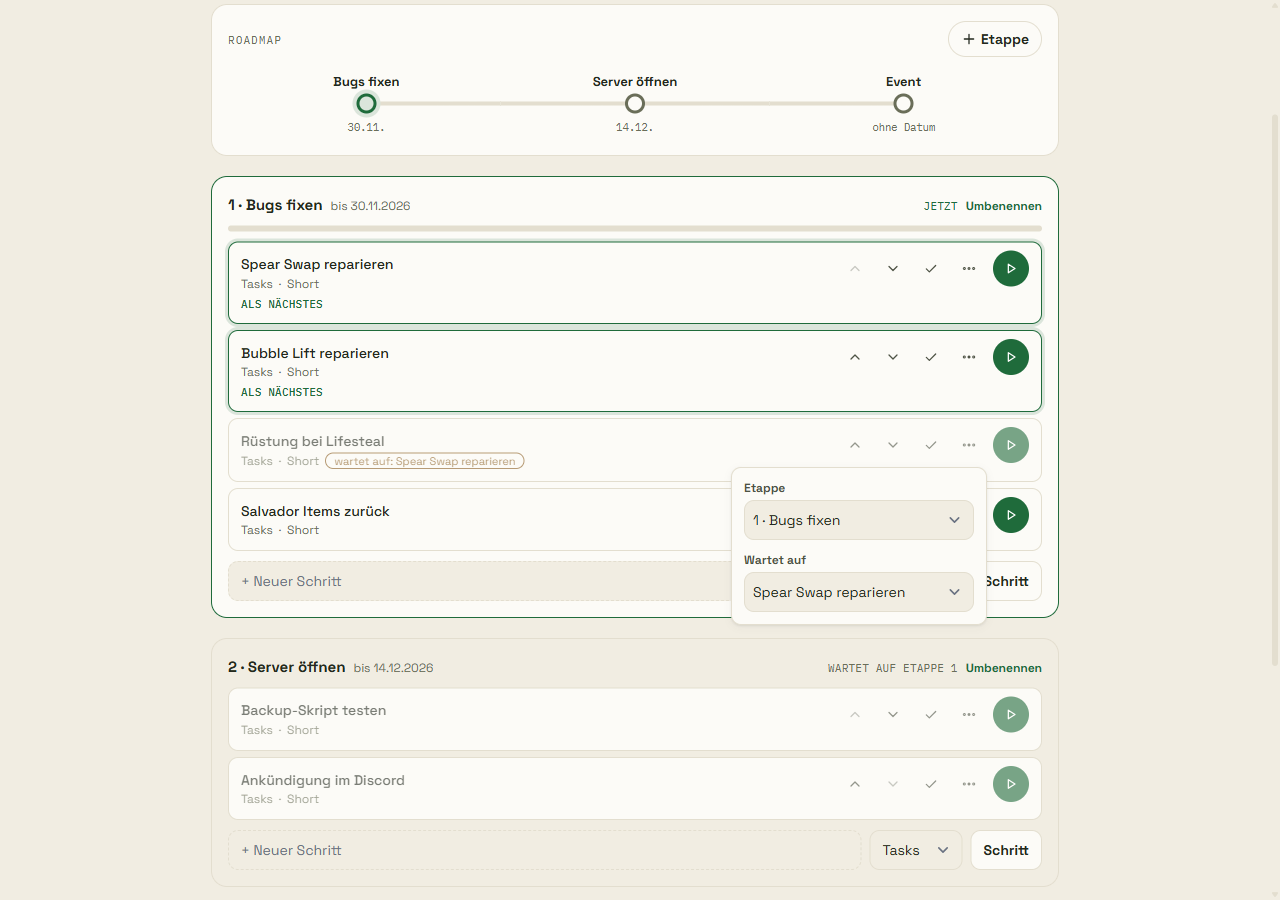 ROADMAP
+ Etappe
Bugs fixen
Server öffnen
Event
30.11.
14.12.
ohne Datum
1 · Bugs fixen bis 30.11.2026
JETZT Umbenennen
Spear Swap reparieren
Tasks · Short
ALS NÄCHSTES
Bubble Lift reparieren
Tasks · Short
ALS NÄCHSTES
Rüstung bei Lifesteal
Tasks · Short wartet auf: Spear Swap reparieren
Etappe
1 · Bugs fixen
Wartet auf
Spear Swap reparieren
Salvador Items zurück
Tasks · Short
+ Neuer Schritt
Schritt
2 · Server öffnen bis 14.12.2026
WARTET AUF ETAPPE 1 Umbenennen
Backup-Skript testen
Tasks · Short
Ankündigung im Discord
Tasks · Short
+ Neuer Schritt
Tasks
Schritt